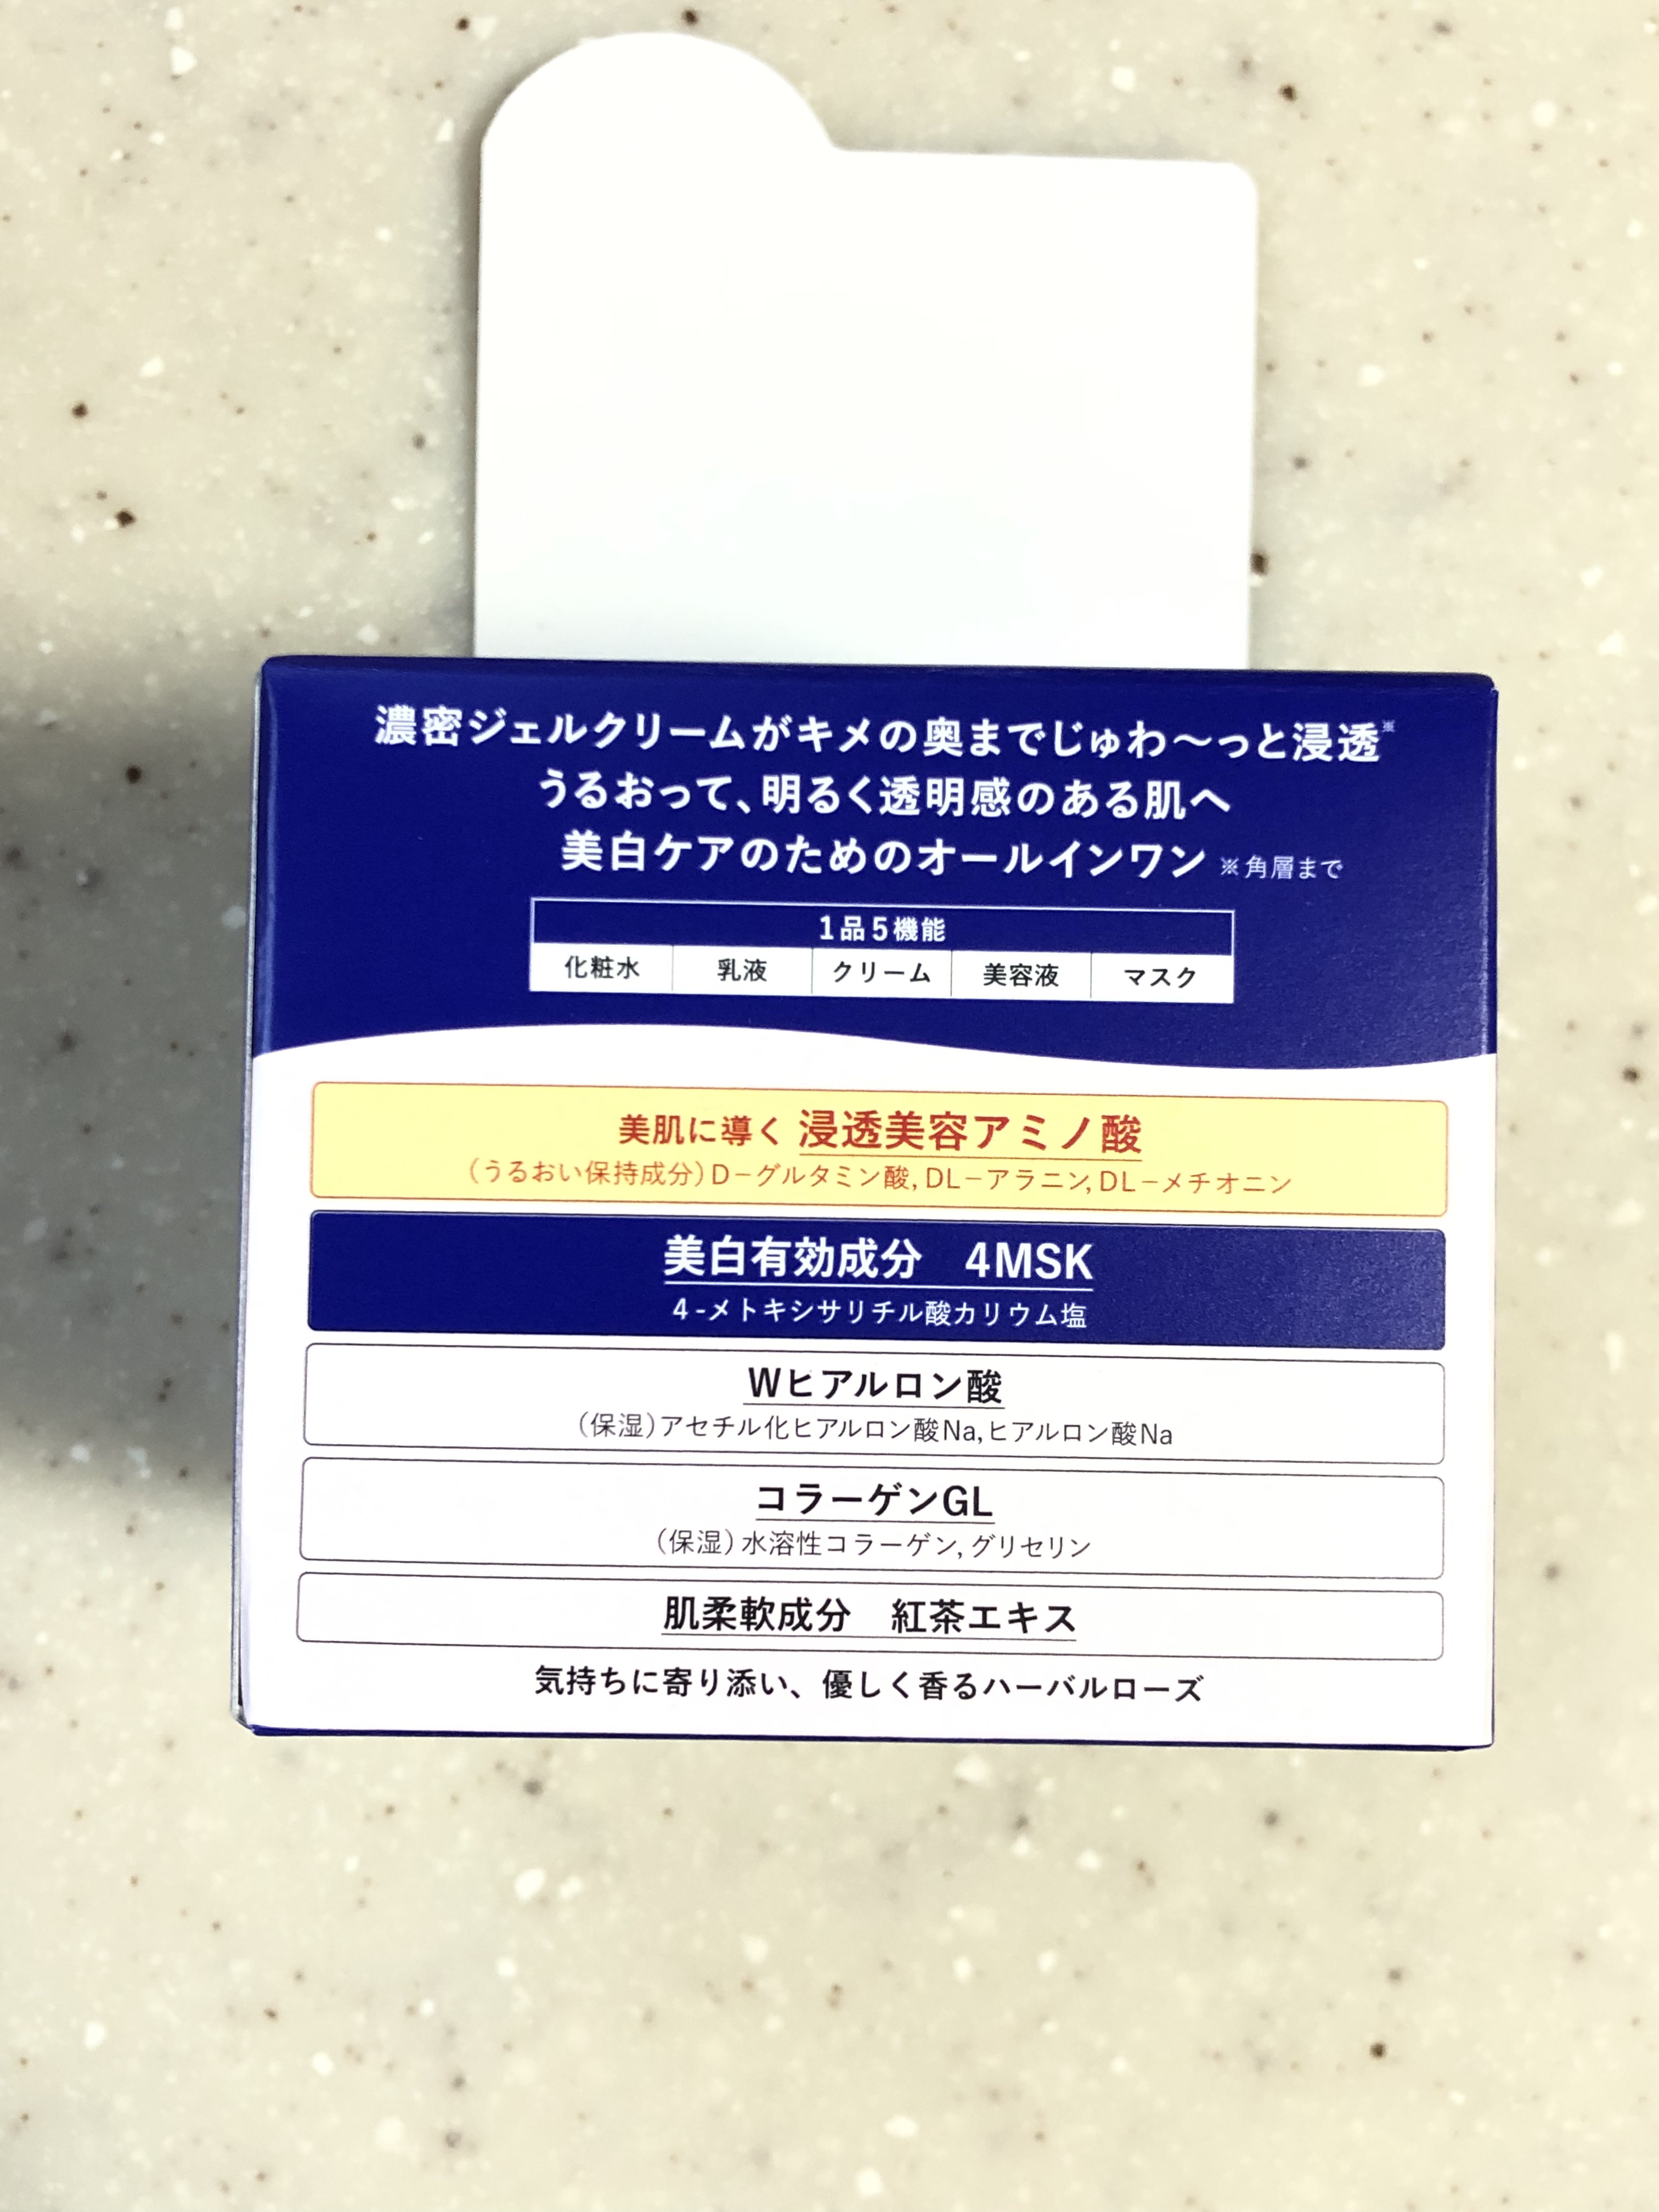 濃密ジェルクリームがキメの奥までじゅわ～っと浸透※
うるおって、明るく透明感のある肌へ
美白ケアのためのオールインワン ※角層まで
1品5機能
化粧水 乳液 クリーム 美容液 マスク
美肌に導く 浸透美容アミノ酸
(うるおい保持成分)D−グルタミン酸,DL−アラニン,DL−メチオニン
美白有効成分 4MSK
4-メトキシサリチル酸カリウム塩
Wヒアルロン酸
(保湿)アセチル化ヒアルロン酸Na,ヒアルロン酸Na
コラーゲンGL
(保湿)水溶性コラーゲン,グリセリン
肌柔軟成分 紅茶エキス
気持ちに寄り添い、優しく香るハーバルローズ